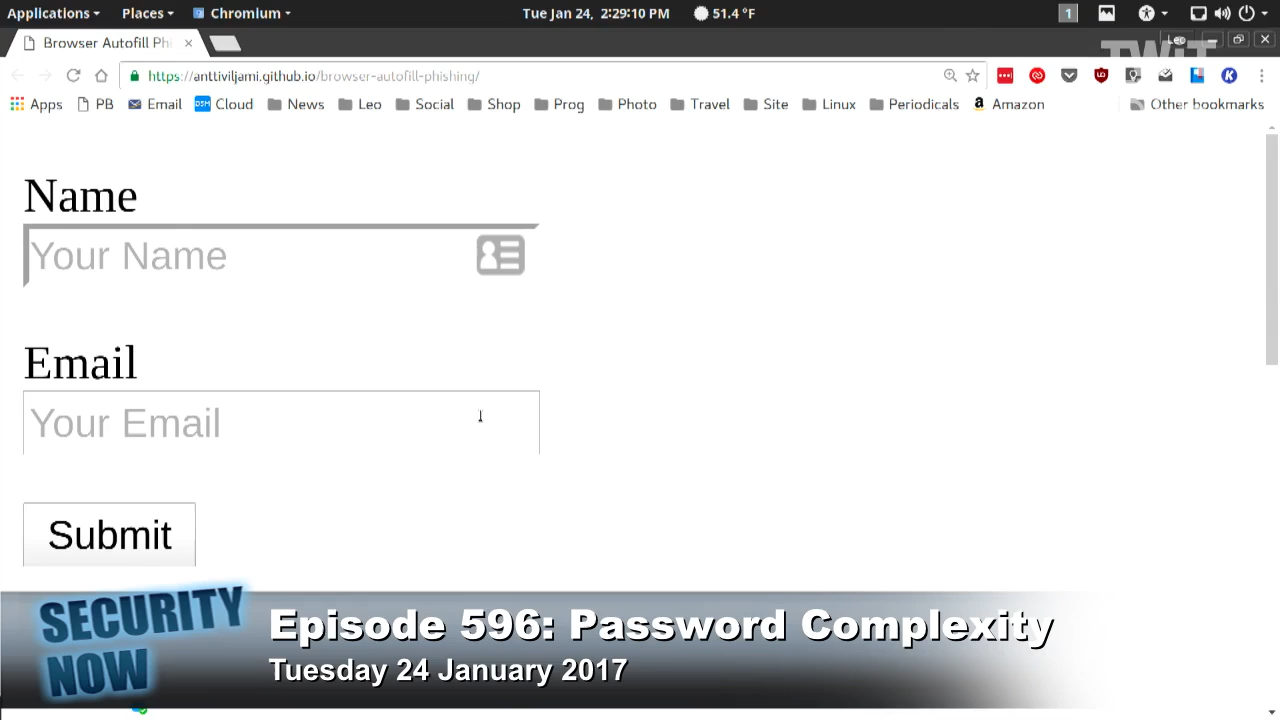 Applications Places Chromium Tue Jan 24, 2:29:10 PM 51.4 °F 1
Browser Autofill Phi Leo
TWiT
https://anttiviljami.github.io/browser-autofill-phishing/ K
Apps PB Email DSM Cloud News Leo Social Shop Prog Photo Travel Site Linux Periodicals a Amazon Other bookmarks
Name
Your Name
Email
Your Email
Submit
SECURITY NOW
Episode 596: Password Complexity
Tuesday 24 January 2017